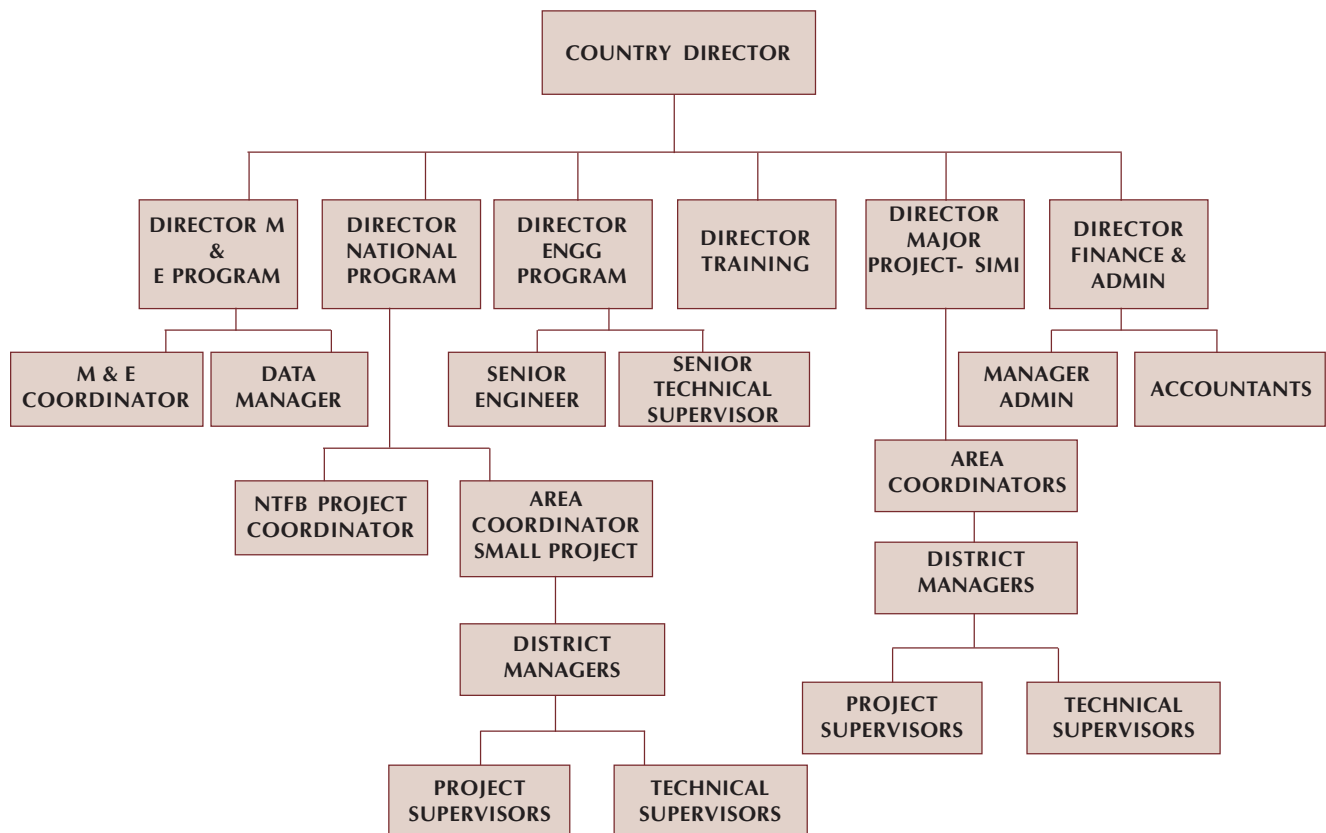 COUNTRY DIRECTOR
DIRECTOR M
&
E PROGRAM
DIRECTOR
NATIONAL
PROGRAM
DIRECTOR
ENGG
PROGRAM
DIRECTOR
TRAINING
DIRECTOR
MAJOR
PROJECT- SIMI
DIRECTOR
FINANCE &
ADMIN
M & E
COORDINATOR
DATA
MANAGER
SENIOR
ENGINEER
SENIOR
TECHNICAL
SUPERVISOR
MANAGER
ADMIN
ACCOUNTANTS
NTFB PROJECT
COORDINATOR
AREA
COORDINATOR
SMALL PROJECT
AREA
COORDINATORS
DISTRICT
MANAGERS
DISTRICT
MANAGERS
PROJECT
SUPERVISORS
TECHNICAL
SUPERVISORS
PROJECT
SUPERVISORS
TECHNICAL
SUPERVISORS